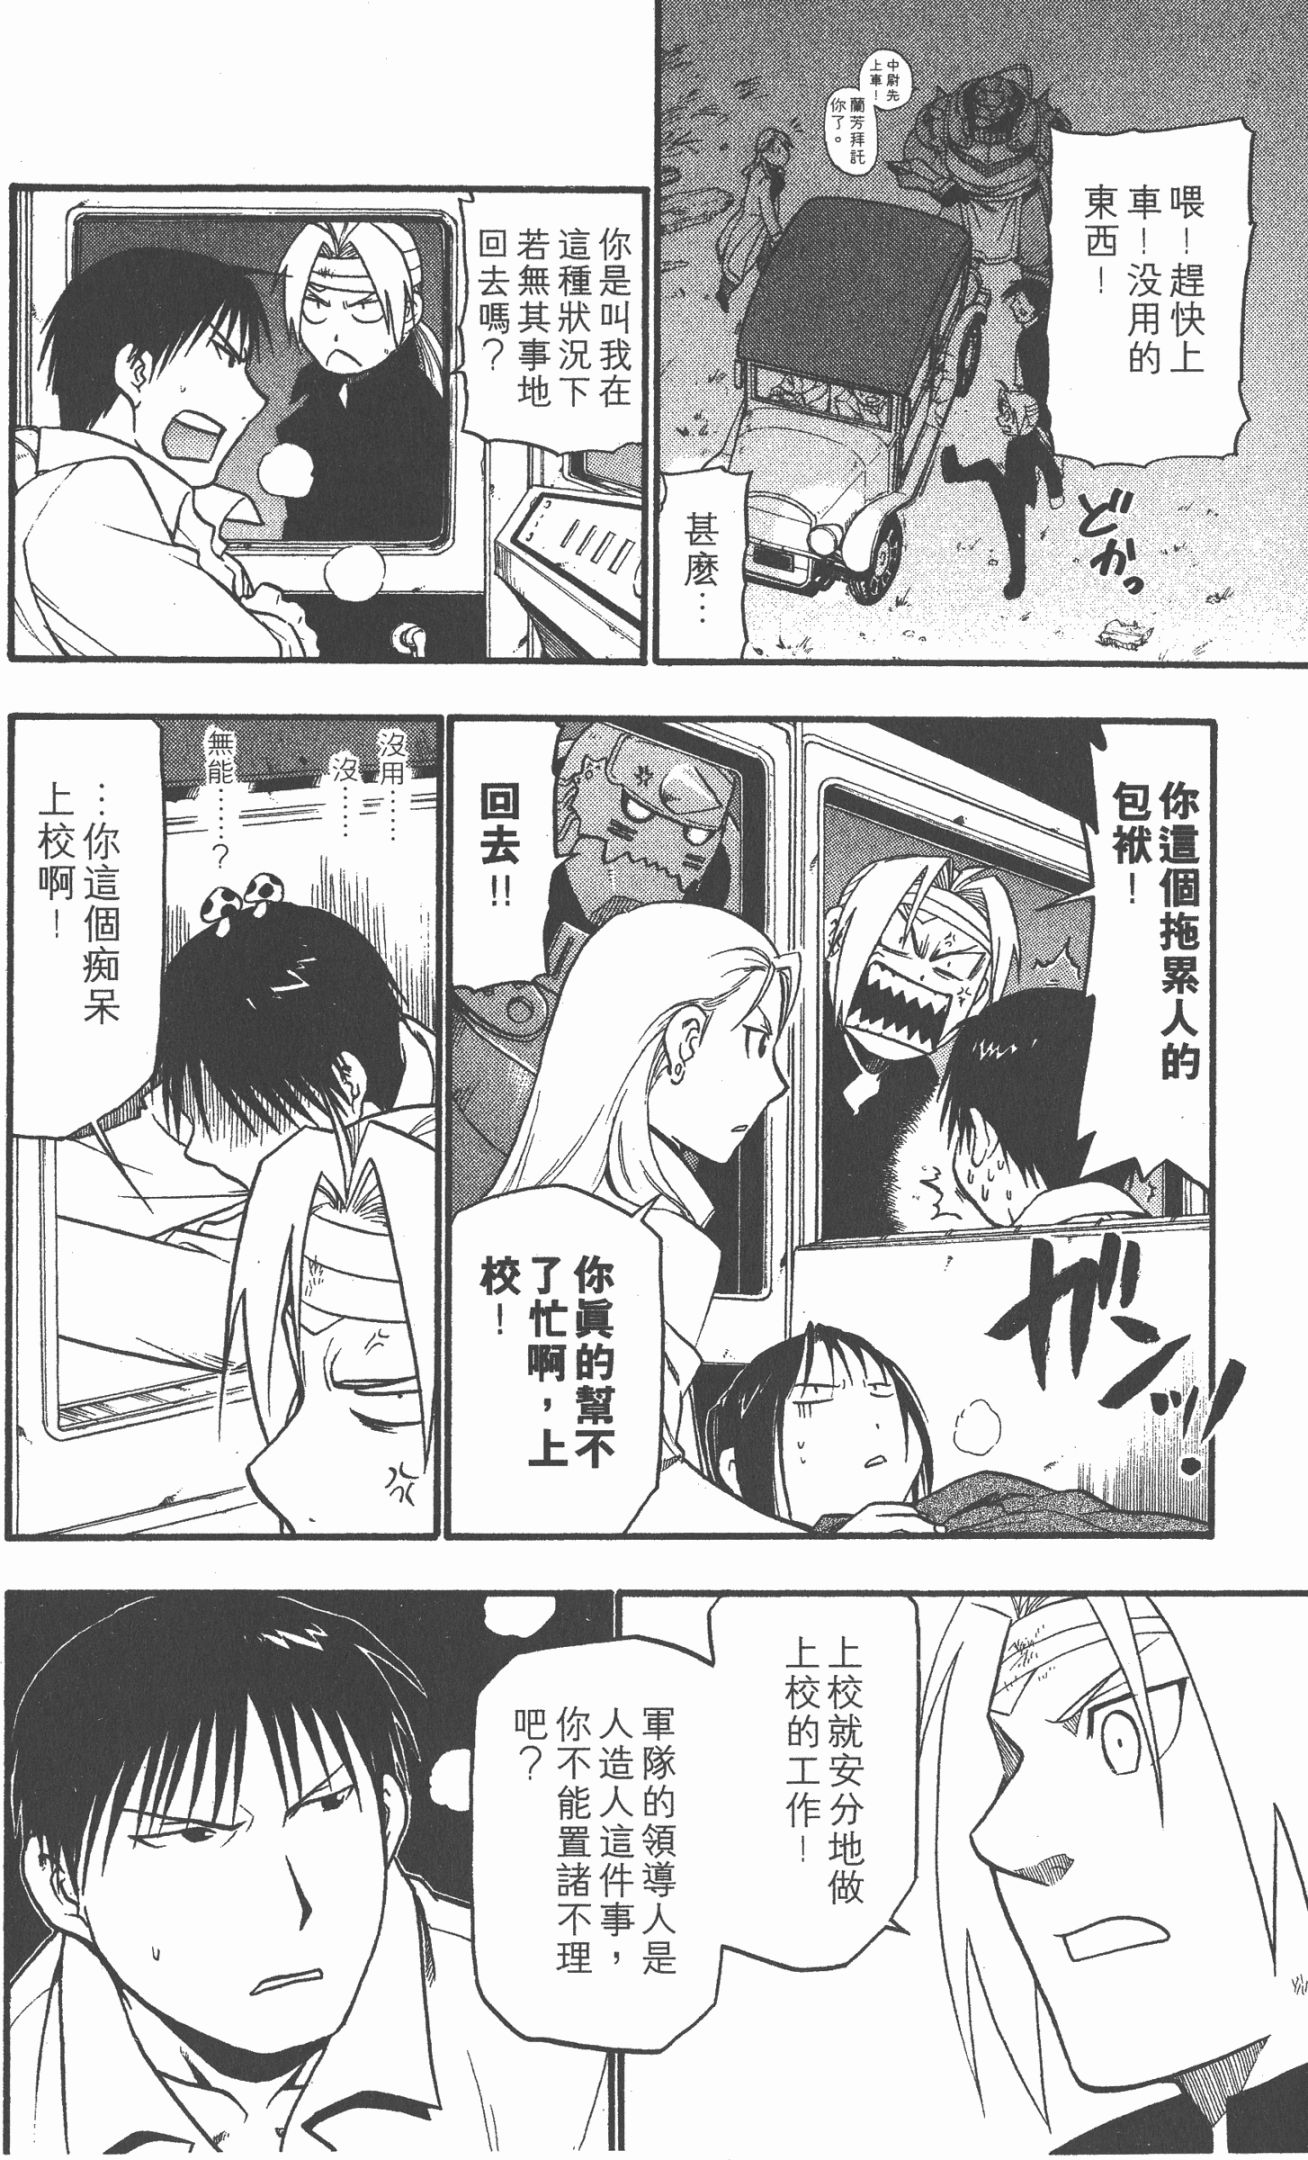 喂！趕快上
車！没用的
東西！
中尉先
上車！
蘭芳拜託
你了。
どかっ
甚麽…
你是叫我在
這種狀況下
若無其事地
回去嗎？
你這個拖累人的
包袱！
回去!!
ガーンッ!
你眞的幫不
了忙啊，上
校！
沒用……
沒……
無能……？
…你這個痴呆
上校啊！
上校就安分地做
上校的工作！
軍隊的領導人是
人造人這件事，
你不能置諸不理
吧？